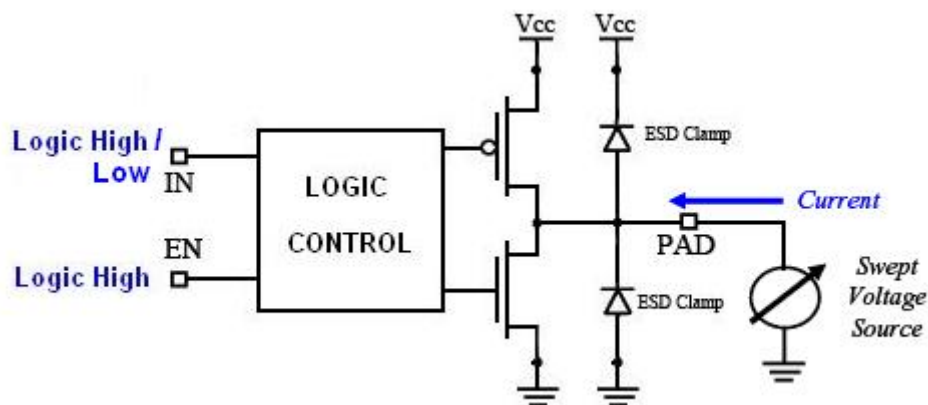 Vcc
Vcc
ESD Clamp
Logic High /
Low
IN
LOGIC
CONTROL
Current
EN
PAD
Logic High
ESD Clamp
Swept
Voltage
Source